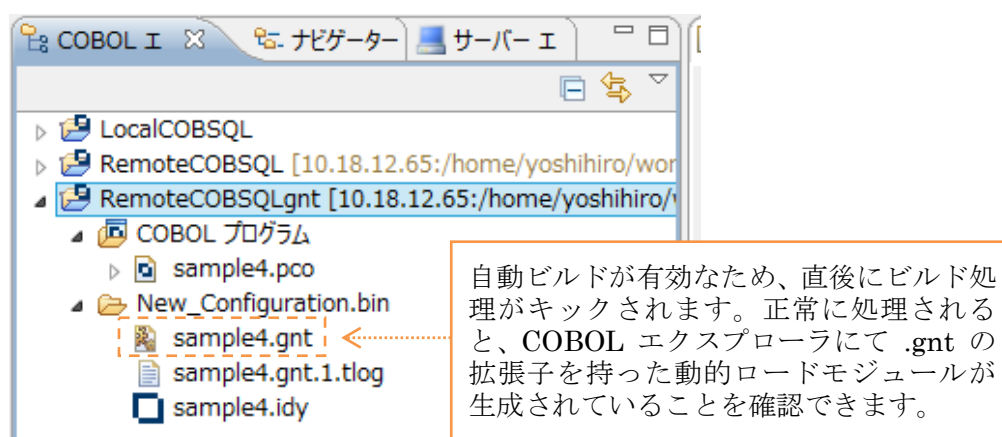 COBOL エ
ナビゲーター
サーバー エ
LocalCOBSQL
RemoteCOBSQL [10.18.12.65:/home/yoshihiro/wor
RemoteCOBSQLgnt [10.18.12.65:/home/yoshihiro/
COBOL プログラム
sample4.pco
New_Configuration.bin
sample4.gnt
sample4.gnt.1.tlog
sample4.idy
自動ビルドが有効なため、直後にビルド処
理がキックされます。正常に処理される
と、COBOL エクスプローラにて .gnt の
拡張子を持った動的ロードモジュールが
生成されていることを確認できます。